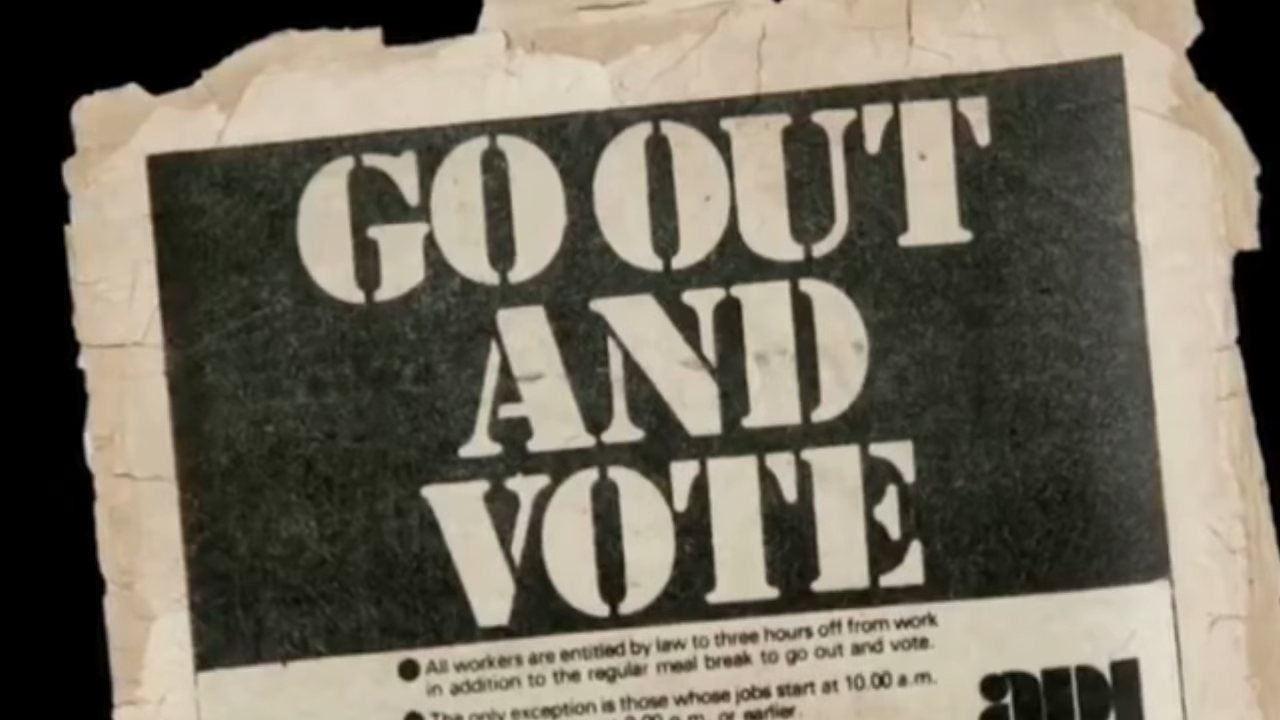 GO OUT
AND
VOTE
All workers are entitled by law to three hours off from work
in addition to the regular meal break to go out and vote.
The only exception is those whose jobs start at 10.00 a.m.
p.m. or earlier.